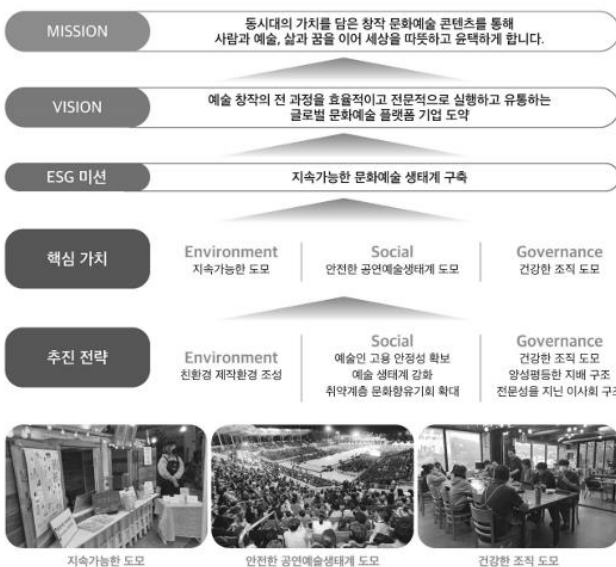 MISSION
동시대의 가치를 담은 창작 문화예술 콘텐츠를 통해
사람과 예술, 삶과 꿈을 이어 세상을 따뜻하고 윤택하게 합니다.
VISION
예술 창작의 전 과정을 효율적이고 전문적으로 실행하고 유통하는
글로벌 문화예술 플랫폼 기업 도약
ESG 미션
지속가능한 문화예술 생태계 구축
핵심 가치
Environment
지속가능한 도모
Social
안전한 공연예술생태계 도모
Governance
건강한 조직 도모
추진 전략
Environment
친환경 제작환경 조성
Social
예술인 고용 안정성 확보
예술 생태계 강화
취약계층 문화향유기회 확대
Governance
건강한 조직 도모
양성평등한 지배 구조
전문성을 지닌 이사회 구
지속가능한 도모
안전한 공연예술생태계 도모
건강한 조직 도모